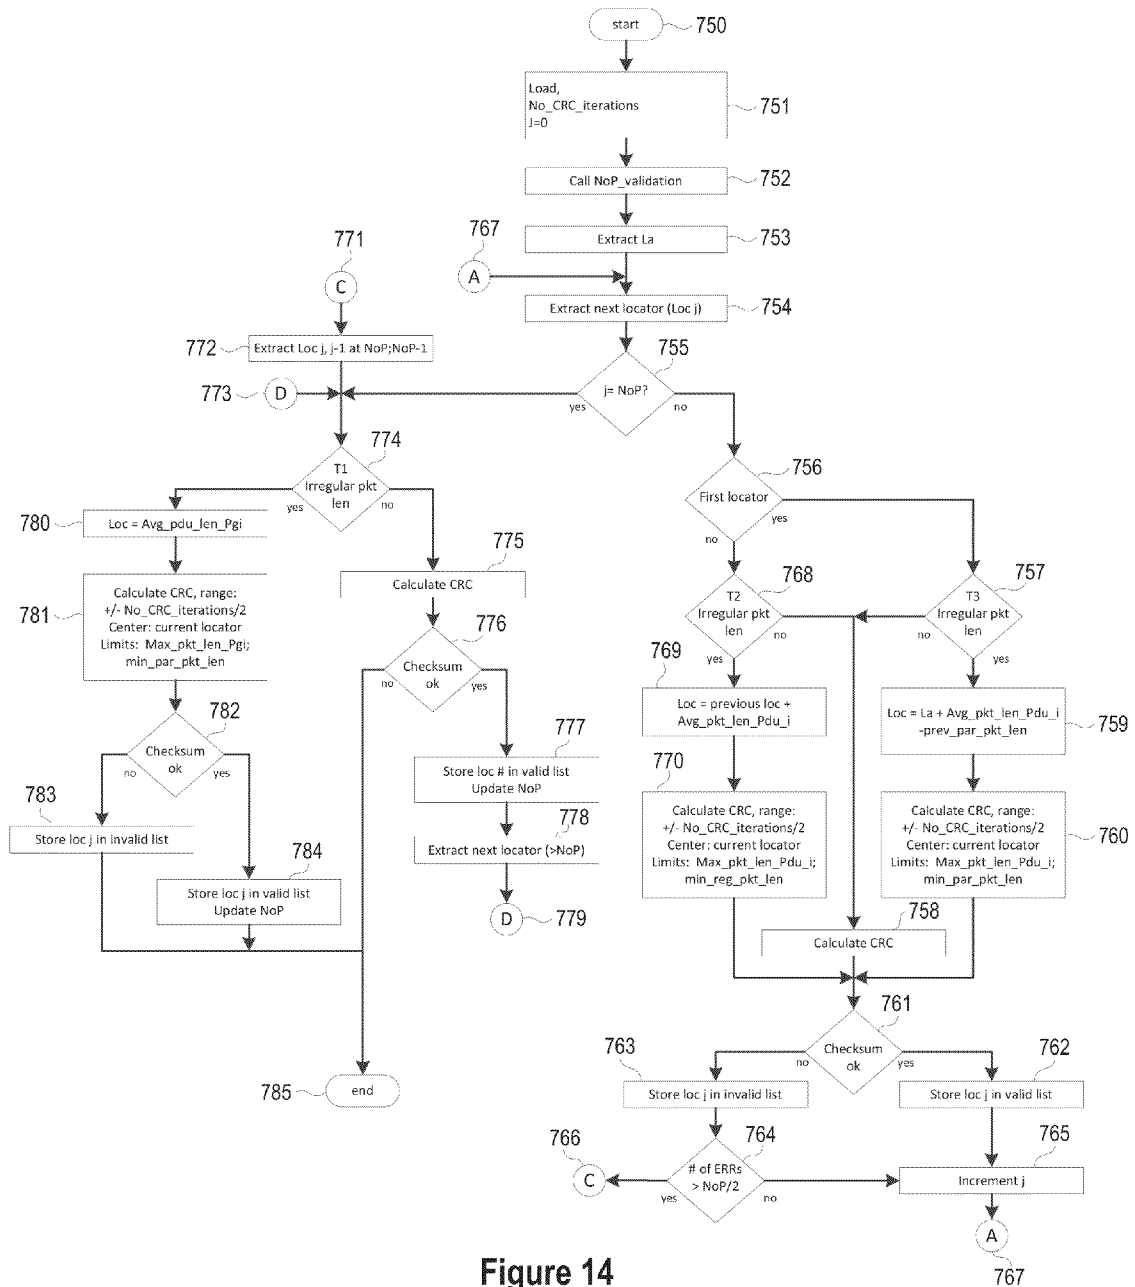 start
750
Load,
No_CRC_iterations
J=0
751
Call NoP_validation
752
Extract La
753
767
A
771
C
Extract next locator (Loc j)
754
772
Extract Loc j, j-1 at NoP;NoP-1
755
j= NoP?
yes
no
773
D
774
T1
Irregular pkt
len
yes
no
756
First locator
yes
no
780
Loc = Avg_pdu_len_Pgi
775
Calculate CRC
768
T2
Irregular pkt
len
no
yes
757
T3
Irregular pkt
len
no
yes
781
Calculate CRC, range:
+/- No_CRC_iterations/2
Center: current locator
Limits: Max_pkt_len_Pgi;
min_par_pkt_len
776
Checksum
ok
no
yes
769
Loc = previous loc +
Avg_pkt_len_Pdu_i
Loc = La + Avg_pkt_len_Pdu_i
-prev_par_pkt_len
759
782
Checksum
ok
no
yes
777
Store loc # in valid list
Update NoP
770
Calculate CRC, range:
+/- No_CRC_iterations/2
Center: current locator
Limits: Max_pkt_len_Pdu_i;
min_reg_pkt_len
Calculate CRC, range:
+/- No_CRC_iterations/2
Center: current locator
Limits: Max_pkt_len_Pdu_i;
min_par_pkt_len
760
783
Store loc j in invalid list
778
Extract next locator (>NoP)
784
Store loc j in valid list
Update NoP
D
779
758
Calculate CRC
761
Checksum
ok
no
yes
763
Store loc j in invalid list
762
Store loc j in valid list
785
end
766
C
764
# of ERRs
> NoP/2
yes
no
765
Increment j
A
767
Figure 14